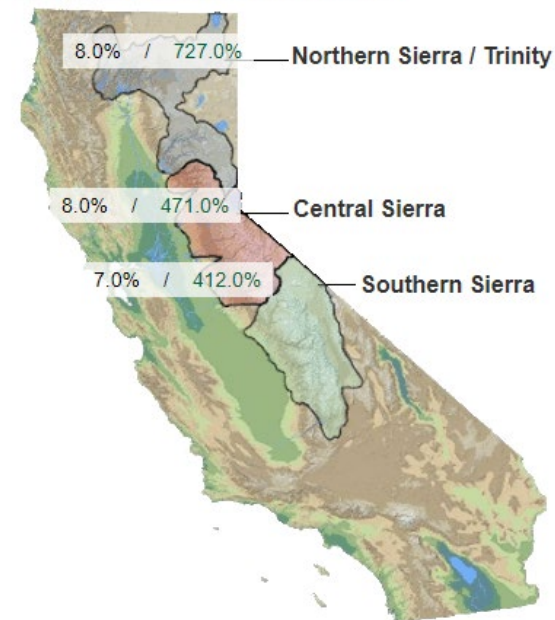 8.0% / 727.0% Northern Sierra / Trinity
8.0% / 471.0% Central Sierra
7.0% / 412.0% Southern Sierra